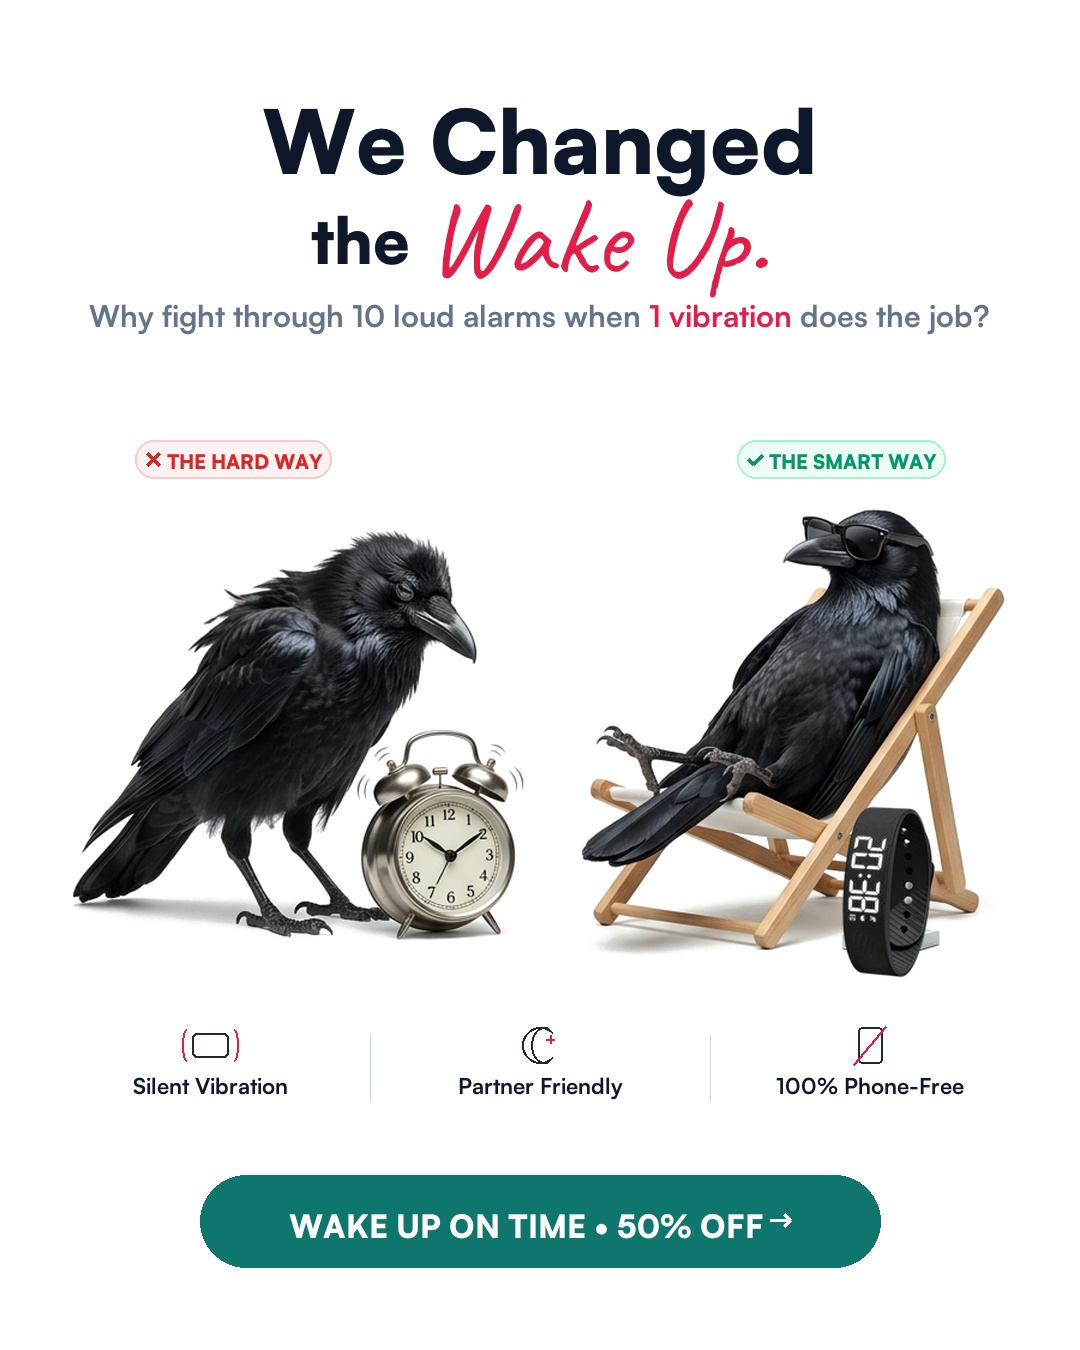 We Changed
the Wake Up.
Why fight through 10 loud alarms when 1 vibration does the job?
✕ THE HARD WAY
✓ THE SMART WAY
12
11 1
10 2
9 3
8 4
7 5
6
20:38
Silent Vibration
Partner Friendly
100% Phone-Free
WAKE UP ON TIME • 50% OFF →